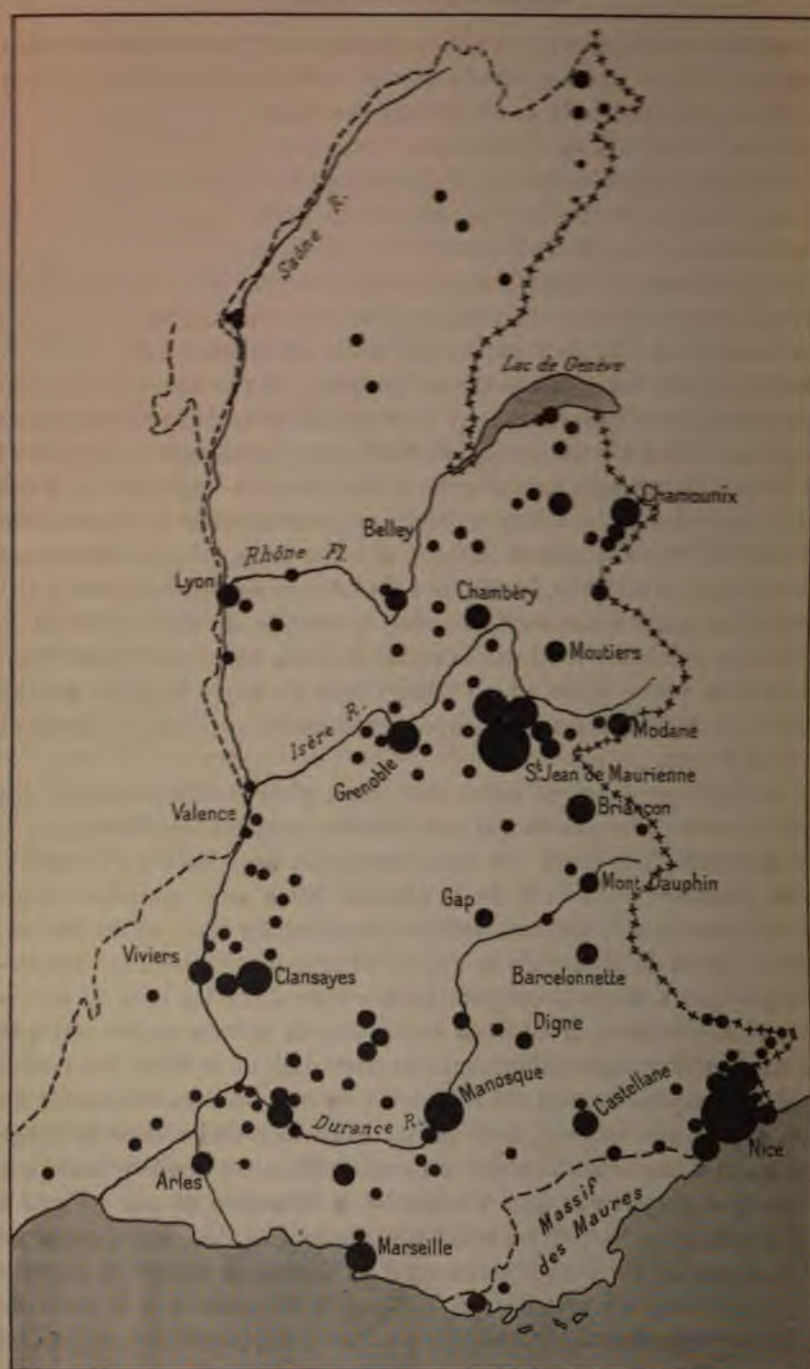 Saône R.
Lac de Genève
Chamounix
Belley
Rhône Fl.
Lyon
Chambéry
Moutiers
Isère R.
Modane
Grenoble
St Jean de Maurienne
Valence
Briançon
Mont Dauphin
Gap
Viviers
Clansayes
Barcelonnette
Digne
Manosque
Castellane
Durance R.
Nice
Arles
Massif
des Maures
Marseille